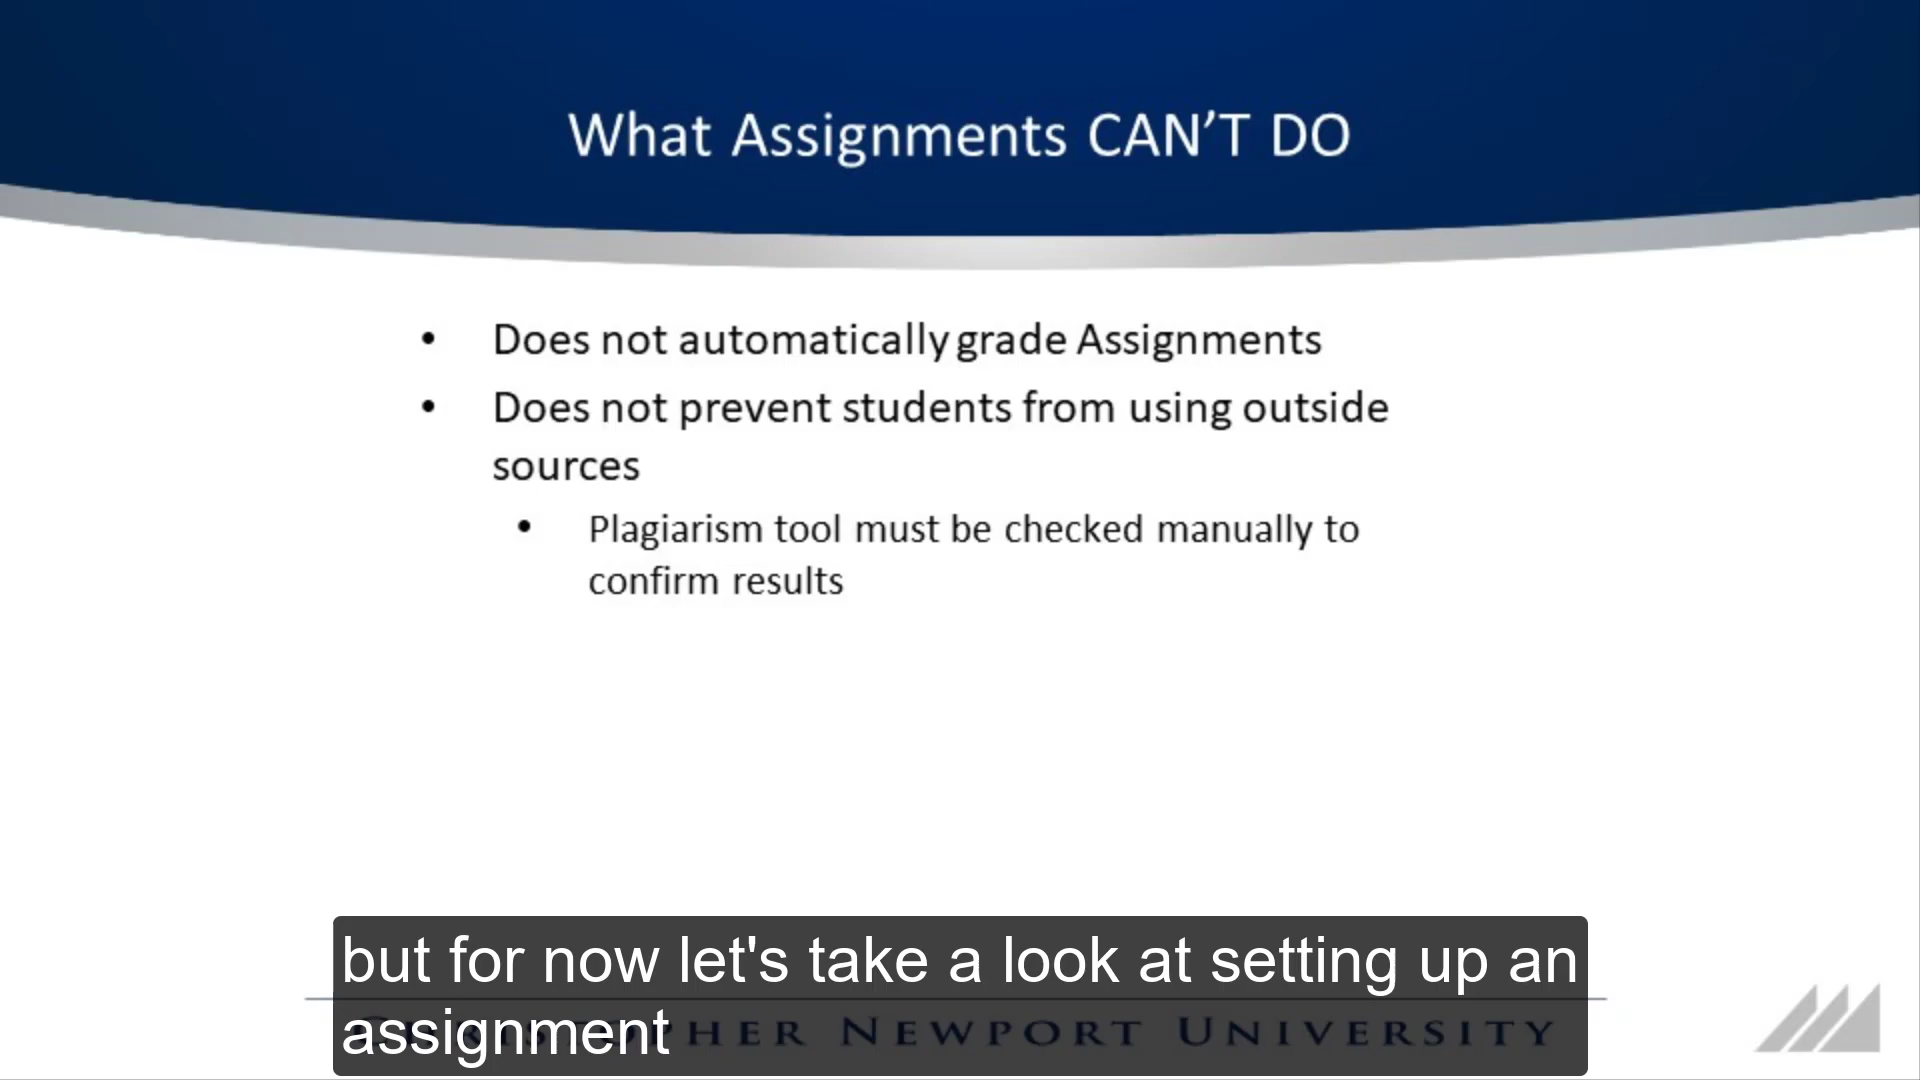 What Assignments CAN’T DO
• Does not automatically grade Assignments
• Does not prevent students from using outside
sources
• Plagiarism tool must be checked manually to
confirm results
but for now let's take a look at setting up an
assignment
NEWPORT UNIVERSITY